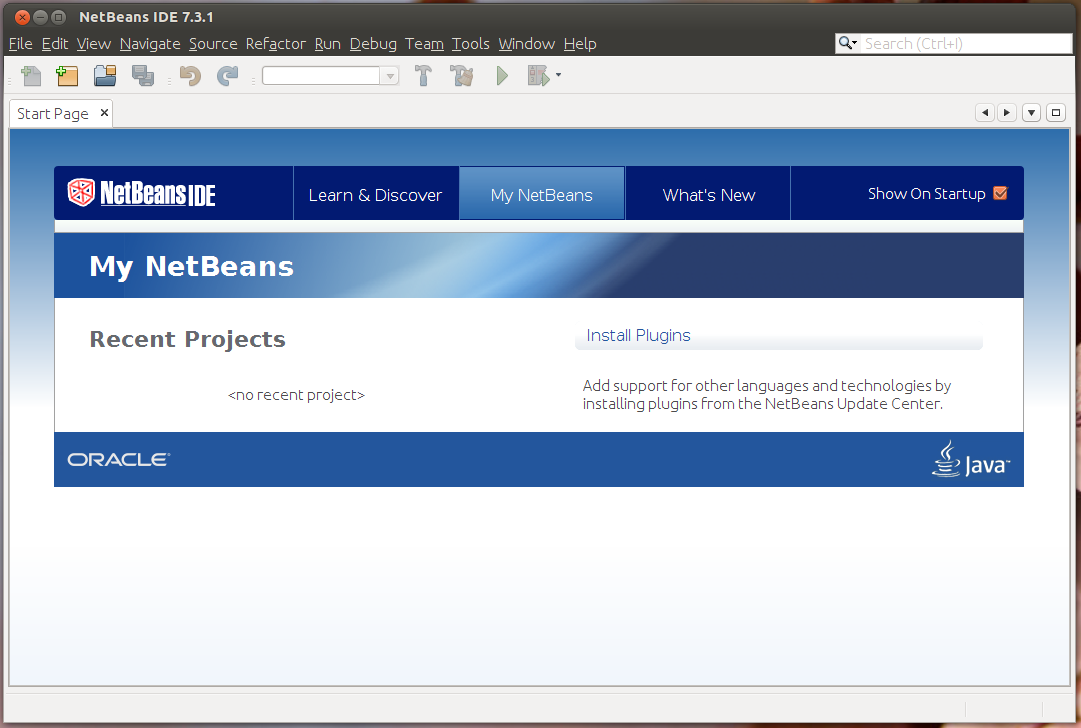 NetBeans IDE 7.3.1
File Edit View Navigate Source Refactor Run Debug Team Tools Window Help
Search (Ctrl+I)
Start Page
NetBeans IDE
Learn & Discover
My NetBeans
What's New
Show On Startup
My NetBeans
Recent Projects
<no recent project>
Install Plugins
Add support for other languages and technologies by
installing plugins from the NetBeans Update Center.
ORACLE
Java™